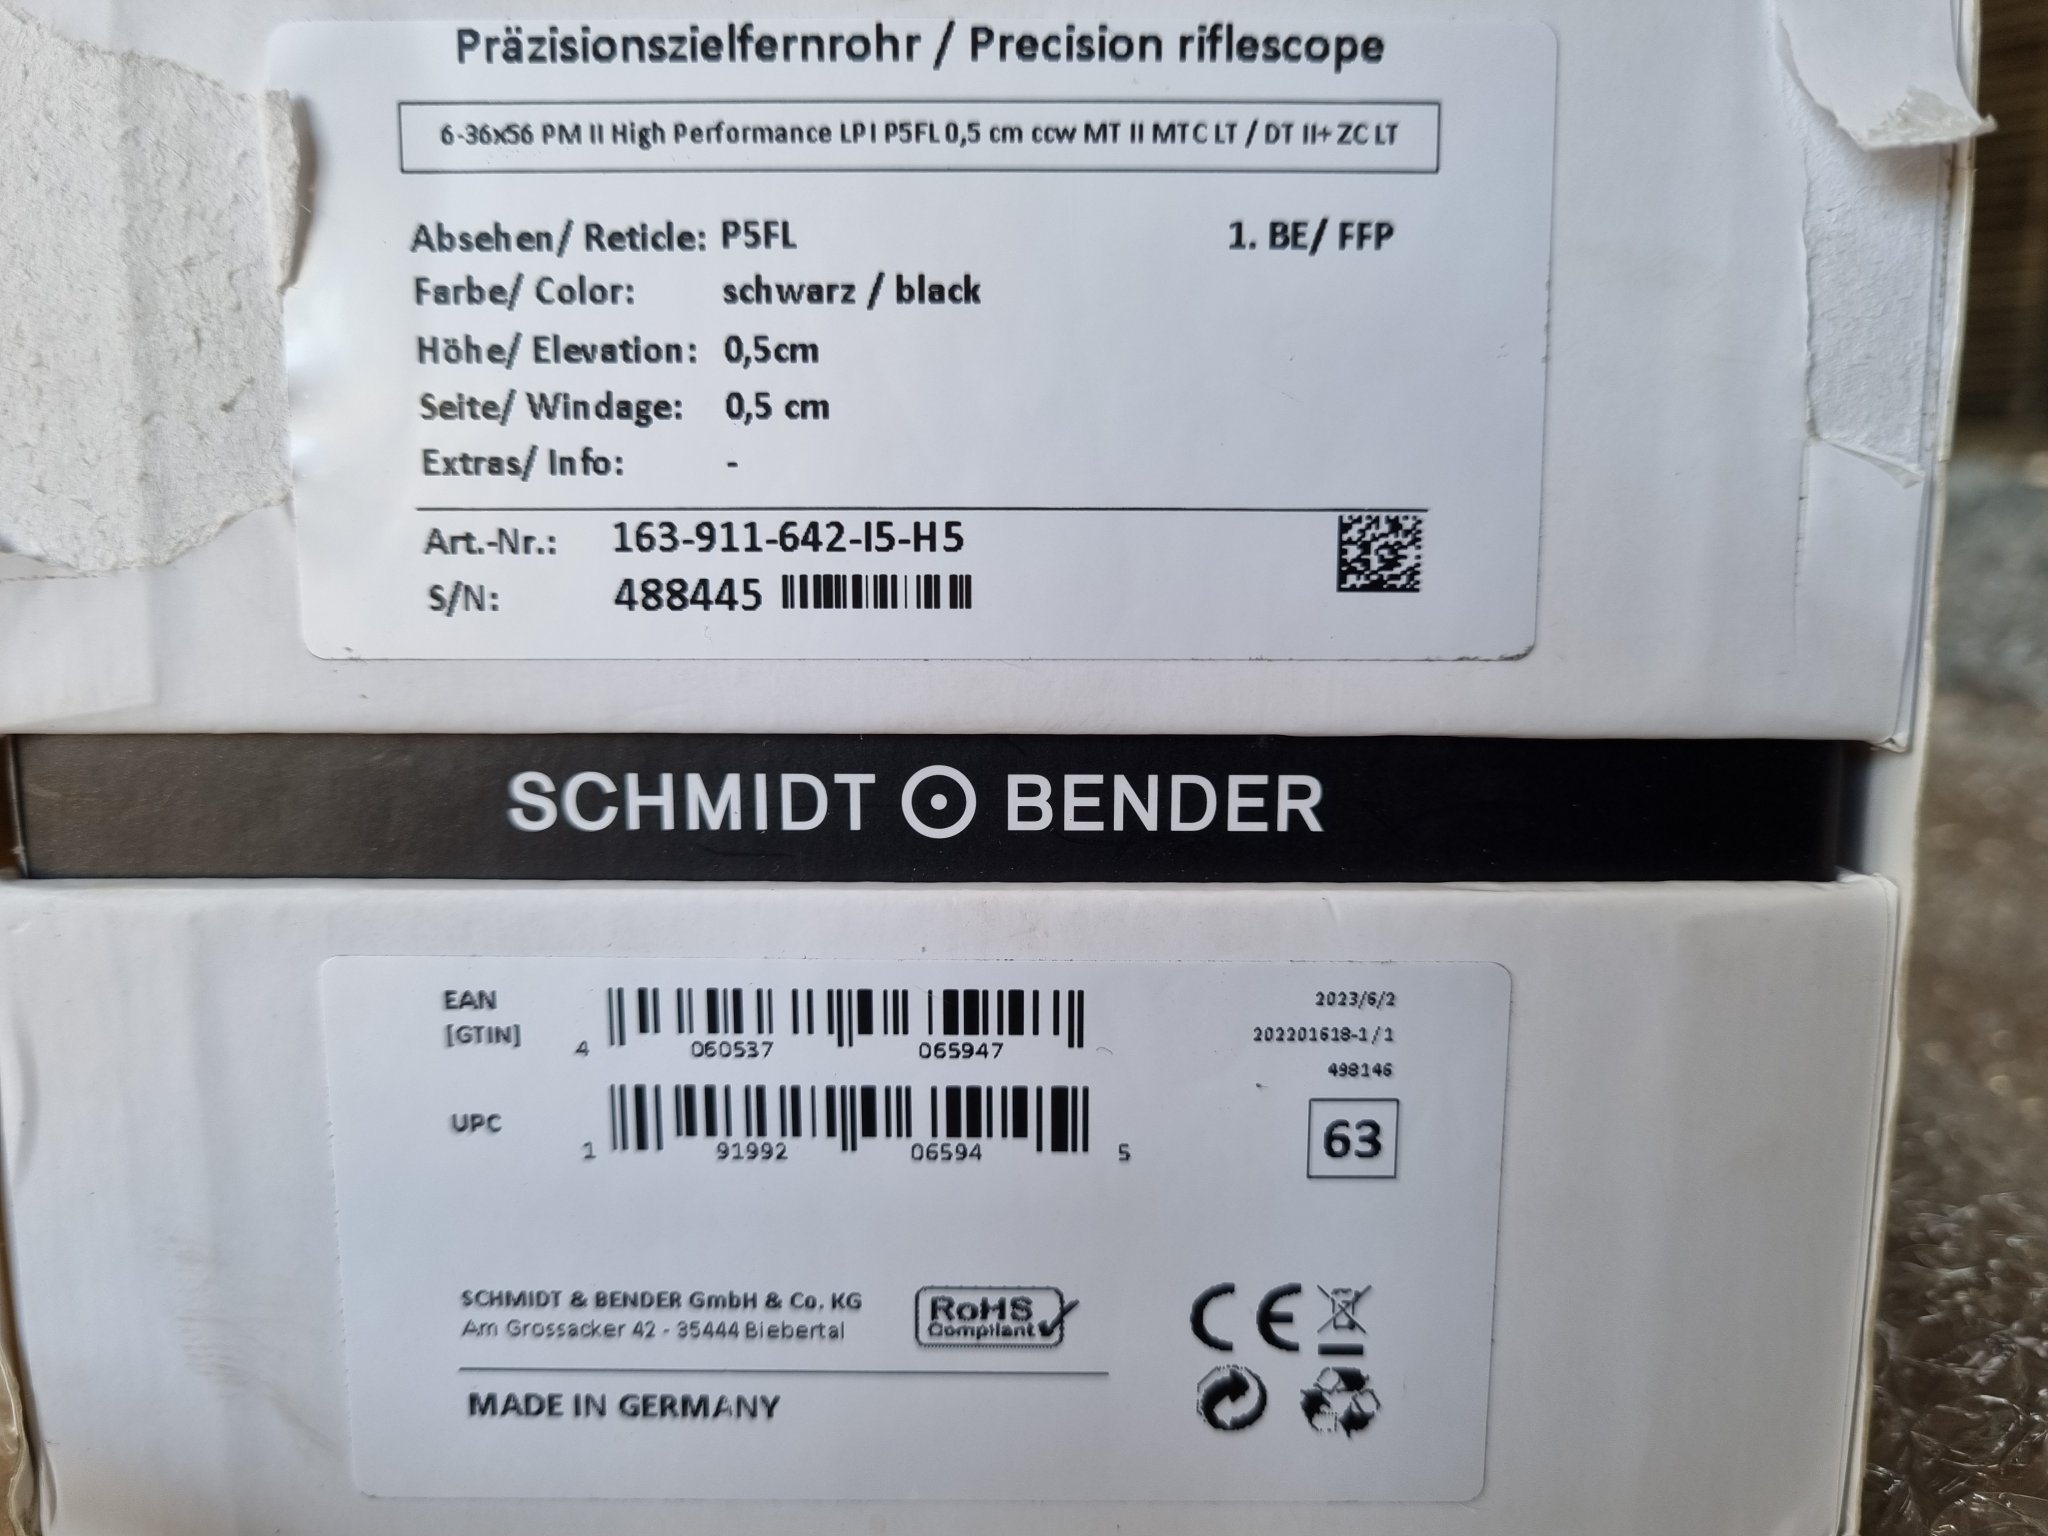 Präzisionszielfernrohr / Precision riflescope
6-36x56 PM II High Performance LPI P5FL 0,5 cm ccw MT II MTC LT / DT II+ ZC LT
Absehen/ Reticle: P5FL 1. BE/ FFP
Farbe/ Color: schwarz / black
Höhe/ Elevation: 0,5cm
Seite/ Windage: 0,5 cm
Extras/ Info: -
Art.-Nr.: 163-911-642-I5-H5
S/N: 488445
SCHMIDT BENDER
EAN 2023/6/2
[GTIN] 4 060537 065947 202201618-1/1
498146
UPC 1 91992 06594 5
63
SCHMIDT & BENDER GmbH & Co. KG
Am Grossacker 42 - 35444 Biebertal
RoHS
Compliant
CE
MADE IN GERMANY